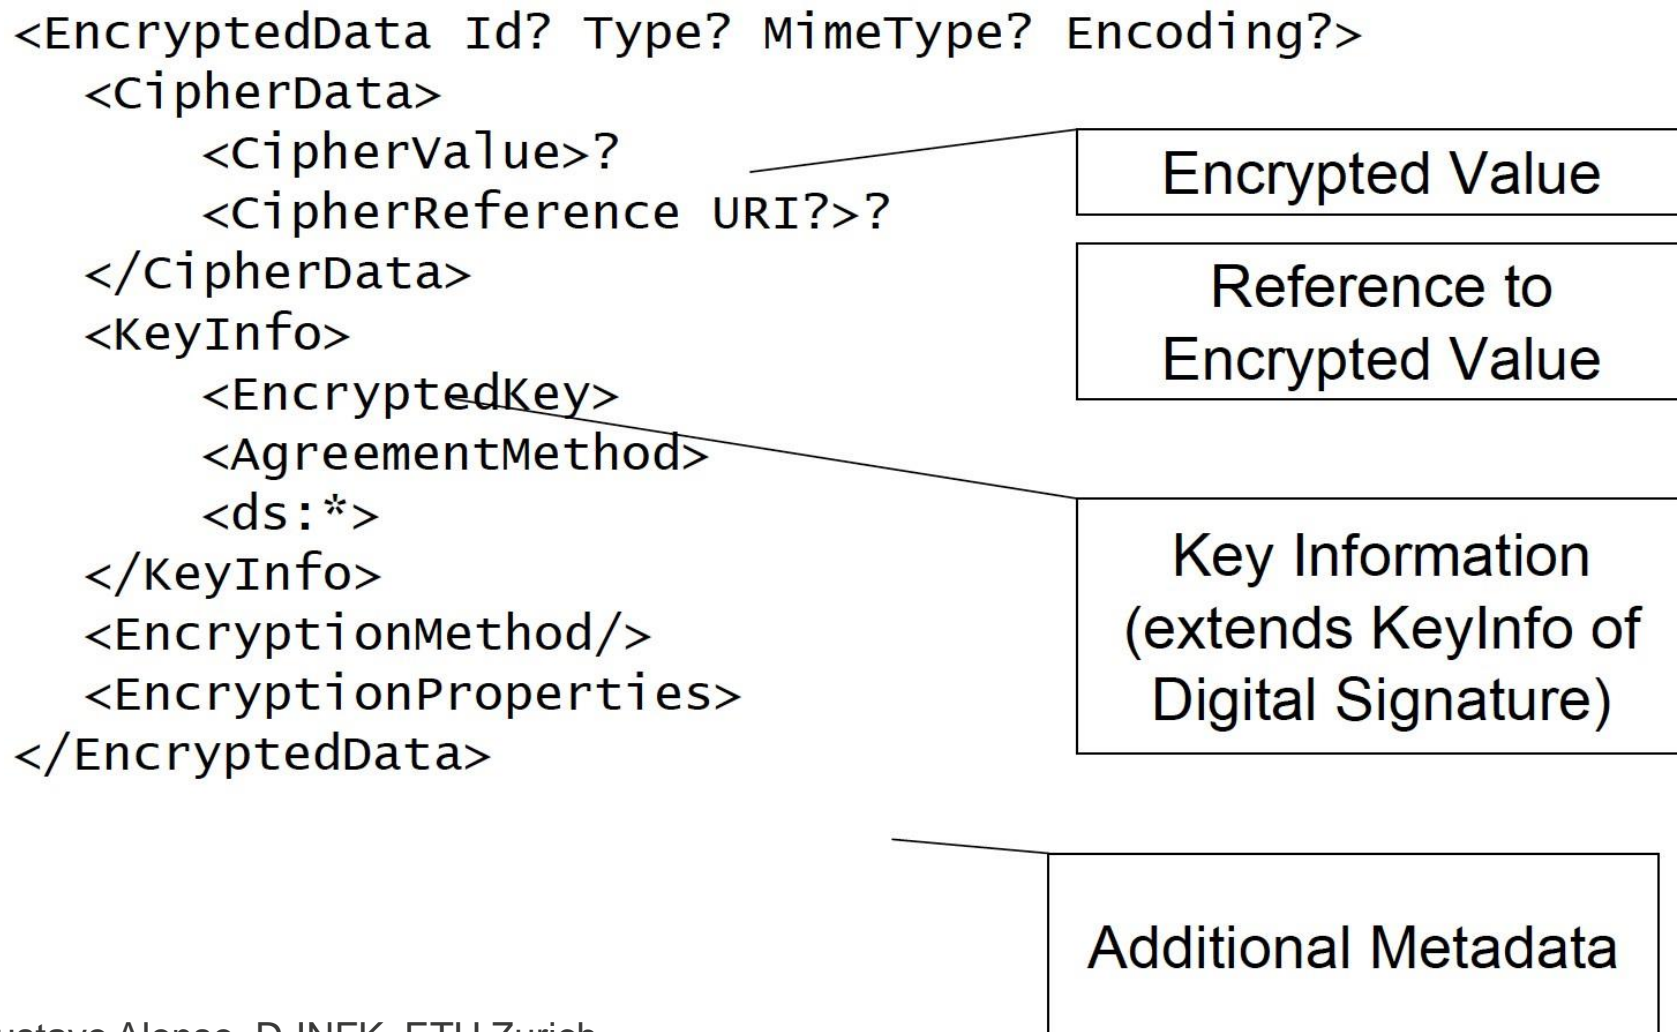 <EncryptedData Id? Type? MimeType? Encoding?>
<CipherData>
<CipherValue>?
<CipherReference URI?>?
</CipherData>
<KeyInfo>
<EncryptedKey>
<AgreementMethod>
<ds:*>
</KeyInfo>
<EncryptionMethod/>
<EncryptionProperties>
</EncryptedData>
Encrypted Value
Reference to
Encrypted Value
Key Information
(extends KeyInfo of
Digital Signature)
Additional Metadata